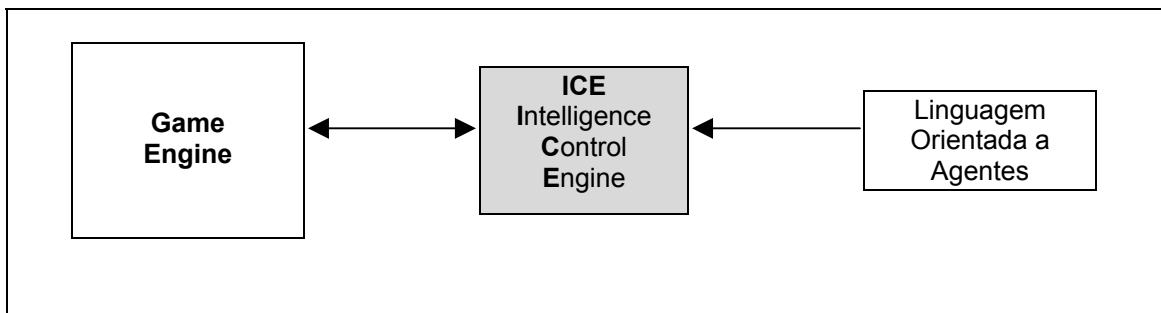 Game
Engine
ICE
Intelligence
Control
Engine
Linguagem
Orientada a
Agentes